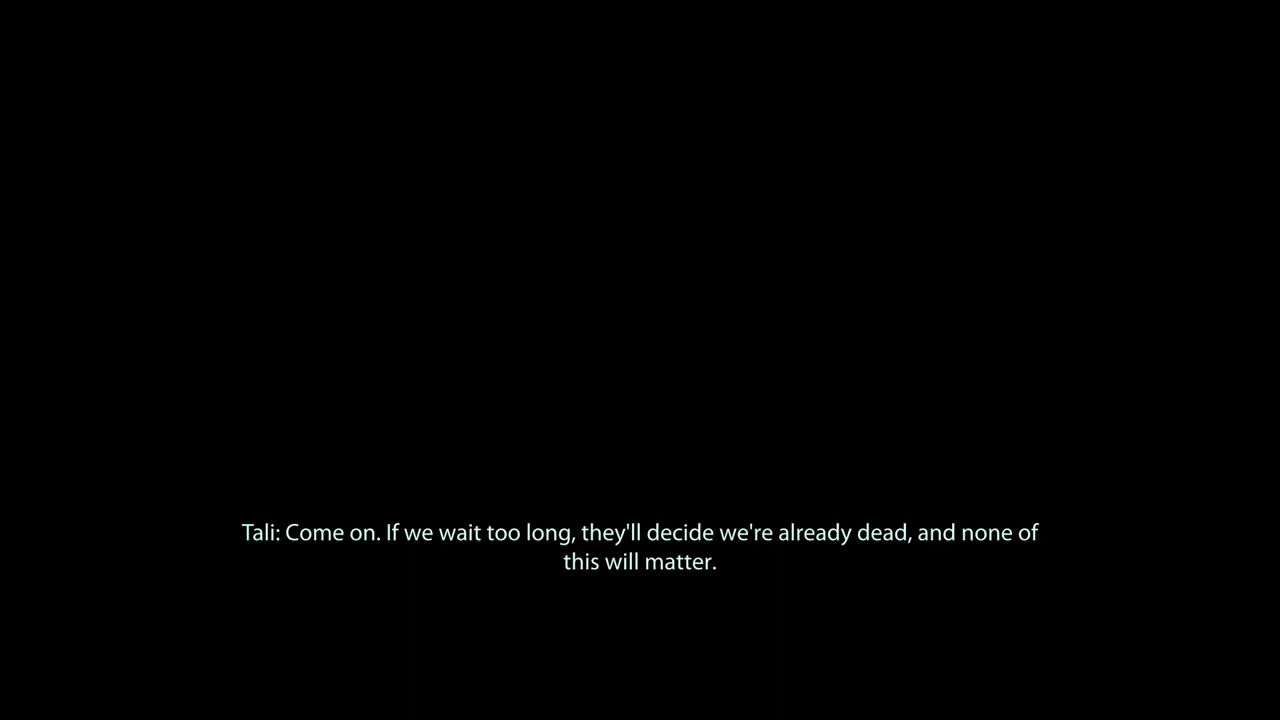 Tali: Come on. If we wait too long, they'll decide we're already dead, and none of
this will matter.